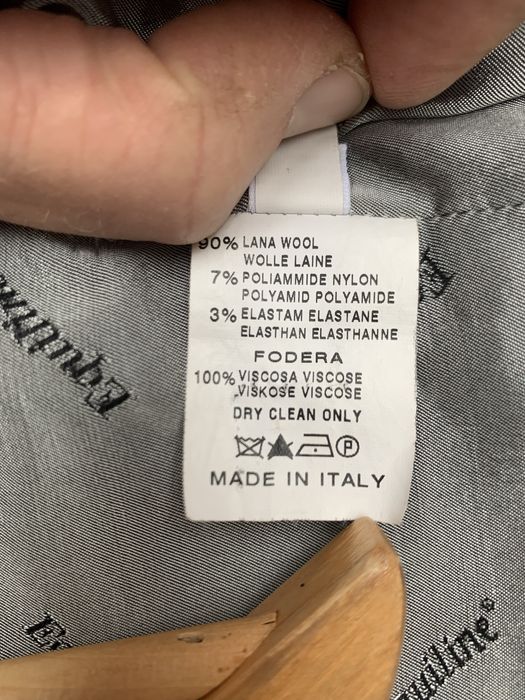 90% LANA WOOL
WOLLE LAINE
7% POLIAMMIDE NYLON
POLYAMID POLYAMIDE
3% ELASTAM ELASTANE
ELASTHAN ELASTHANNE
FODERA
100% VISCOSA VISCOSE
VISKOSE VISCOSE
DRY CLEAN ONLY
P
MADE IN ITALY